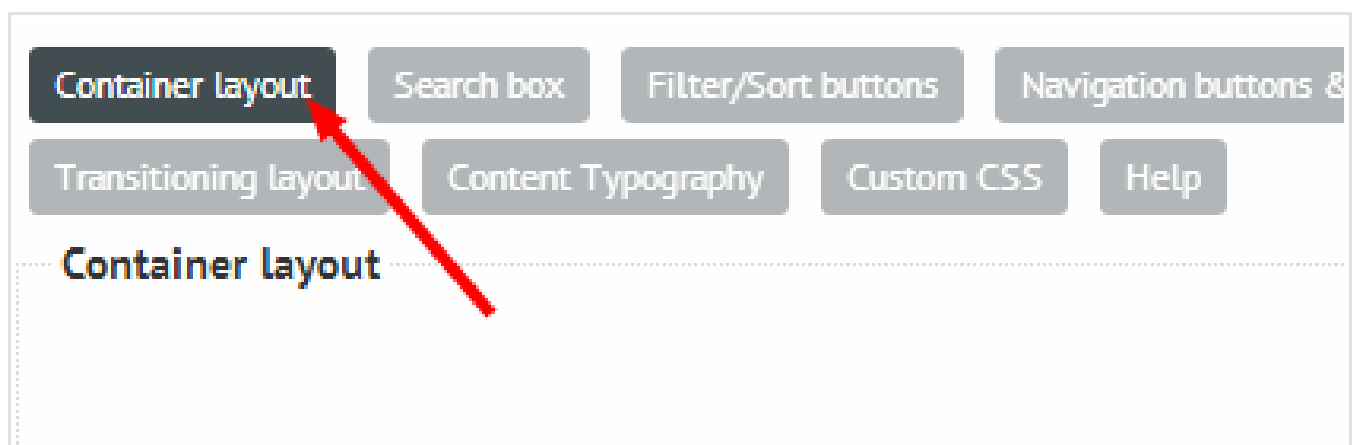 Container layout Search box Filter/Sort buttons Navigation buttons &
Transitioning layout Content Typography Custom CSS Help
Container layout